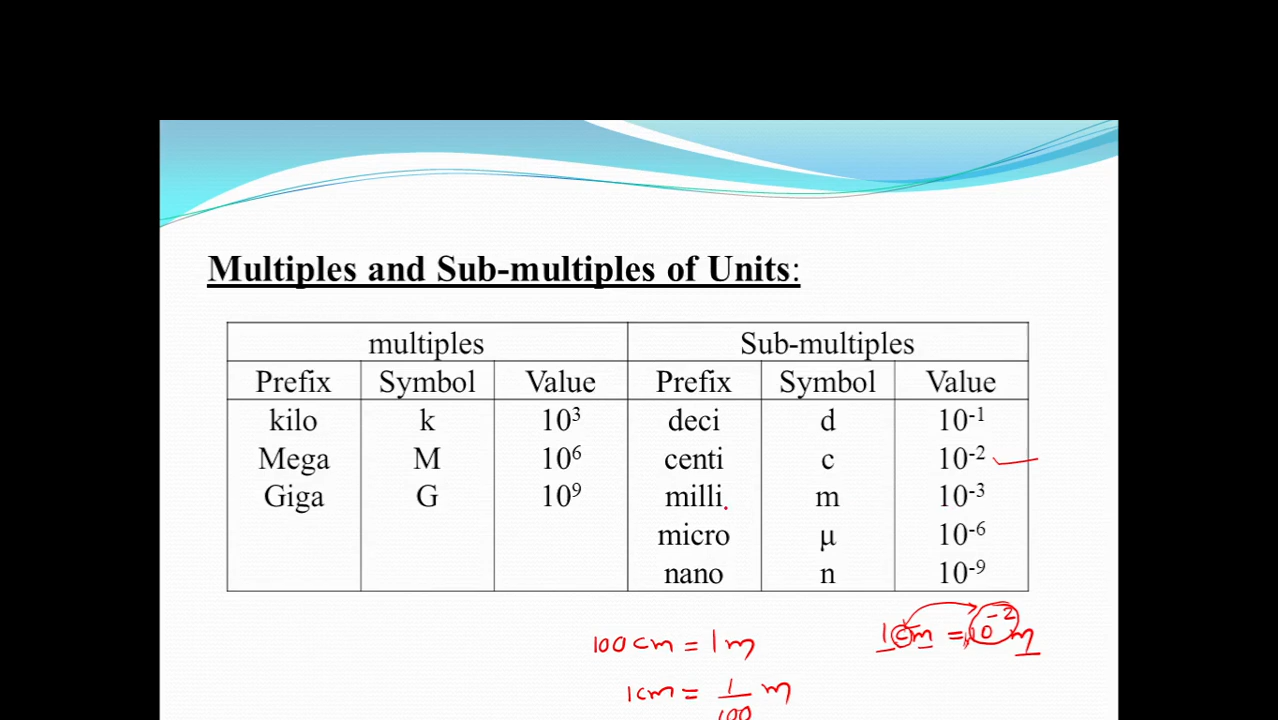 Multiples and Sub-multiples of Units:
multiples Sub-multiples
Prefix Symbol Value Prefix Symbol Value
kilo k 10³ deci d 10⁻¹
Mega M 10⁶ centi c 10⁻²
Giga G 10⁹ milli m 10⁻³
micro μ 10⁻⁶
nano n 10⁻⁹
1cm = 10⁻² m
100cm = 1m
1cm = 1/100 m